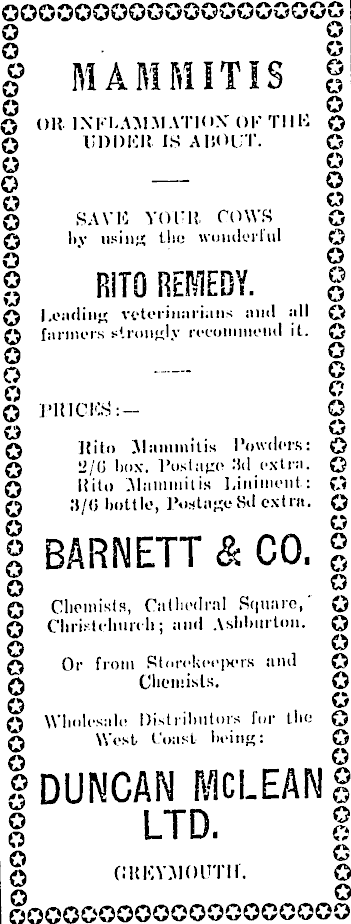 MAMMITIS
OR INFLAMMATION OF THE
UDDER IS ABOUT.
SAVE YOUR COWS
by using the wonderful
RITO REMEDY.
Leading veterinarians and all
farmers strongly recommend it.
PRICES:—
Rito Mammitis Powders:
2/6 box, Postage 3d extra.
Rito Mammitis Liniment:
3/6 bottle, Postage 8d extra.
BARNETT & CO.
Chemists, Cathedral Square,
Christchurch; and Ashburton.
Or from Storekeepers and
Chemists.
Wholesale Distributors for the
West Coast being:
DUNCAN McLEAN
LTD.
GREYMOUTH.